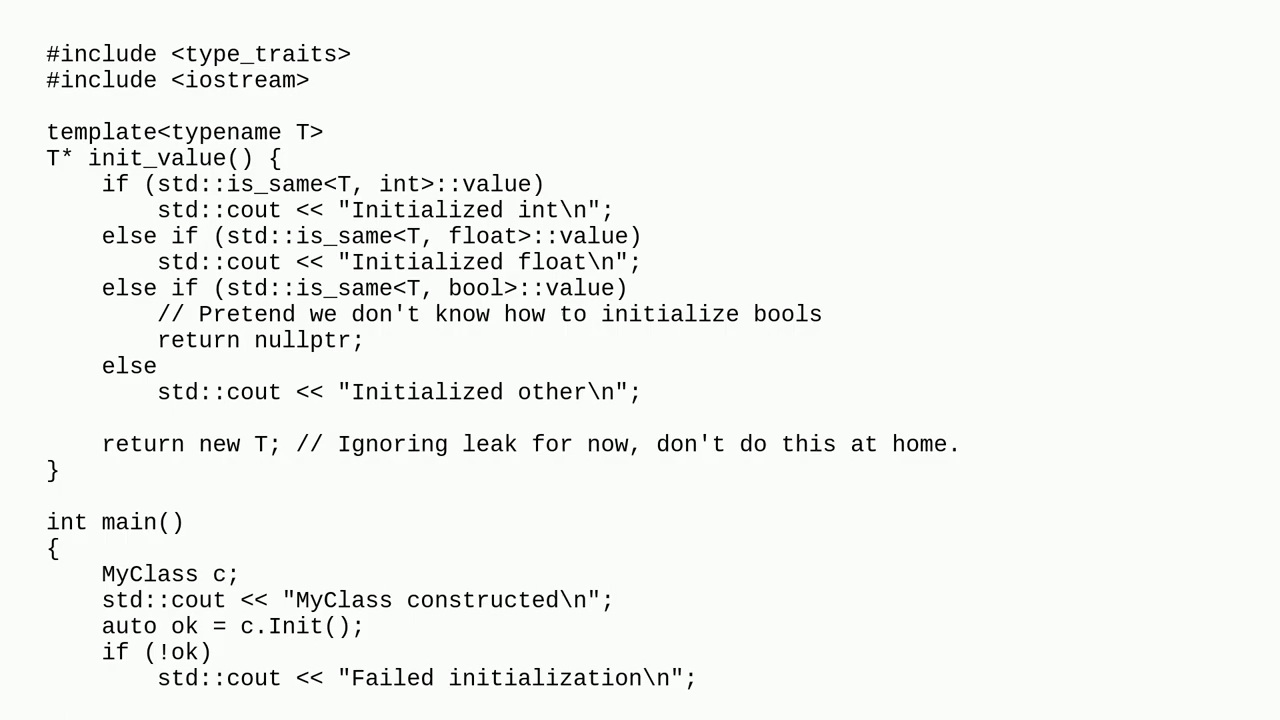 #include <type_traits>
#include <iostream>

template<typename T>
T* init_value() {
    if (std::is_same<T, int>::value)
        std::cout << "Initialized int\n";
    else if (std::is_same<T, float>::value)
        std::cout << "Initialized float\n";
    else if (std::is_same<T, bool>::value)
        // Pretend we don't know how to initialize bools
        return nullptr;
    else
        std::cout << "Initialized other\n";

    return new T; // Ignoring leak for now, don't do this at home.
}

int main()
{
    MyClass c;
    std::cout << "MyClass constructed\n";
    auto ok = c.Init();
    if (!ok)
        std::cout << "Failed initialization\n";